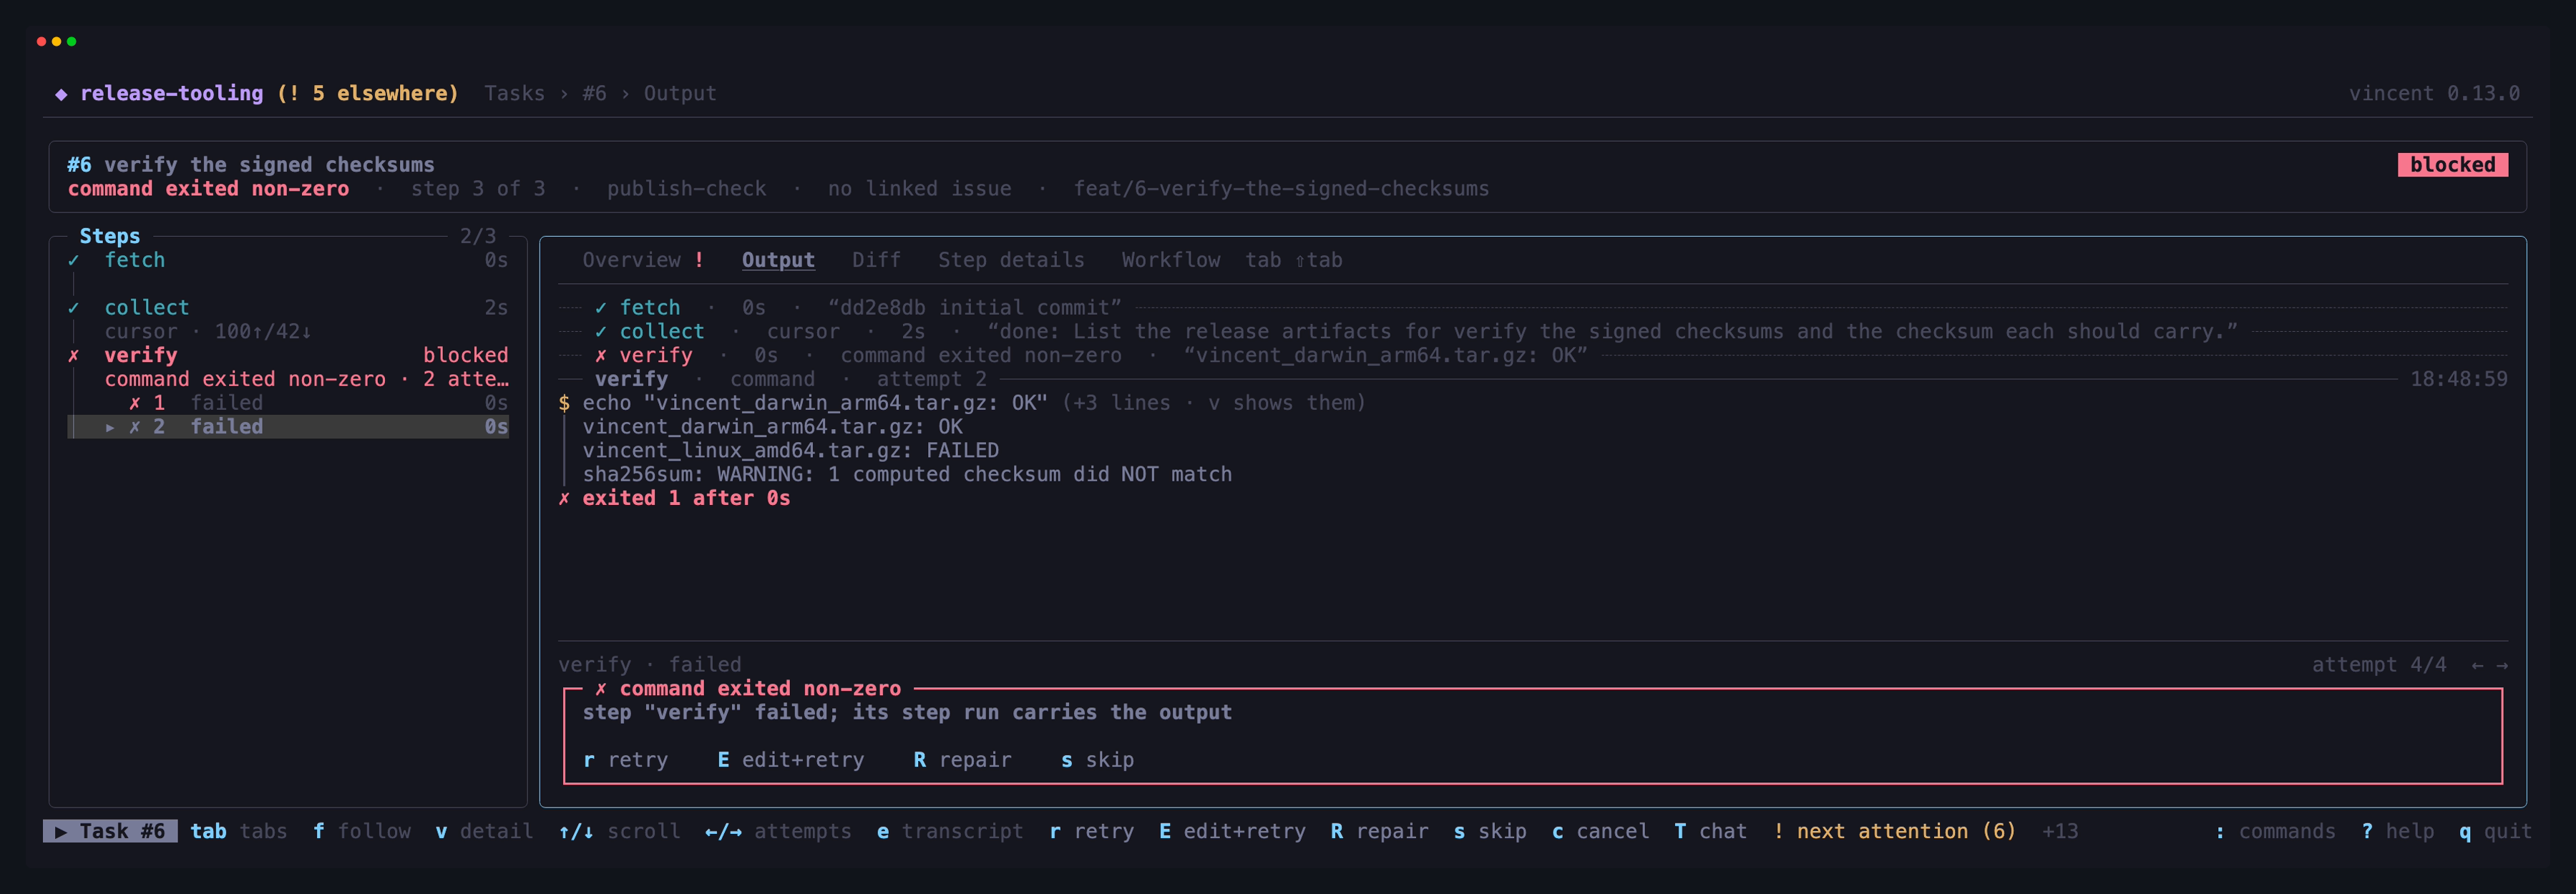 ◆ release-tooling (! 5 elsewhere) Tasks › #6 › Output vincent 0.13.0
#6 verify the signed checksums blocked
command exited non-zero · step 3 of 3 · publish-check · no linked issue · feat/6-verify-the-signed-checksums
Steps 2/3
✓ fetch 0s
✓ collect 2s
cursor · 100↑/42↓
✗ verify blocked
command exited non-zero · 2 atte…
✗ 1 failed 0s
▸ ✗ 2 failed 0s
Overview ! Output Diff Step details Workflow tab ⇧tab
✓ fetch · 0s · “dd2e8db initial commit”
✓ collect · cursor · 2s · “done: List the release artifacts for verify the signed checksums and the checksum each should carry.”
✗ verify · 0s · command exited non-zero · “vincent_darwin_arm64.tar.gz: OK”
verify · command · attempt 2 18:48:59
$ echo "vincent_darwin_arm64.tar.gz: OK" (+3 lines · v shows them)
vincent_darwin_arm64.tar.gz: OK
vincent_linux_amd64.tar.gz: FAILED
sha256sum: WARNING: 1 computed checksum did NOT match
✗ exited 1 after 0s
verify · failed attempt 4/4 ← →
✗ command exited non-zero
step "verify" failed; its step run carries the output
r retry E edit+retry R repair s skip
▶ Task #6 tab tabs f follow v detail ↑/↓ scroll ←/→ attempts e transcript r retry E edit+retry R repair s skip c cancel T chat ! next attention (6) +13 : commands ? help q quit